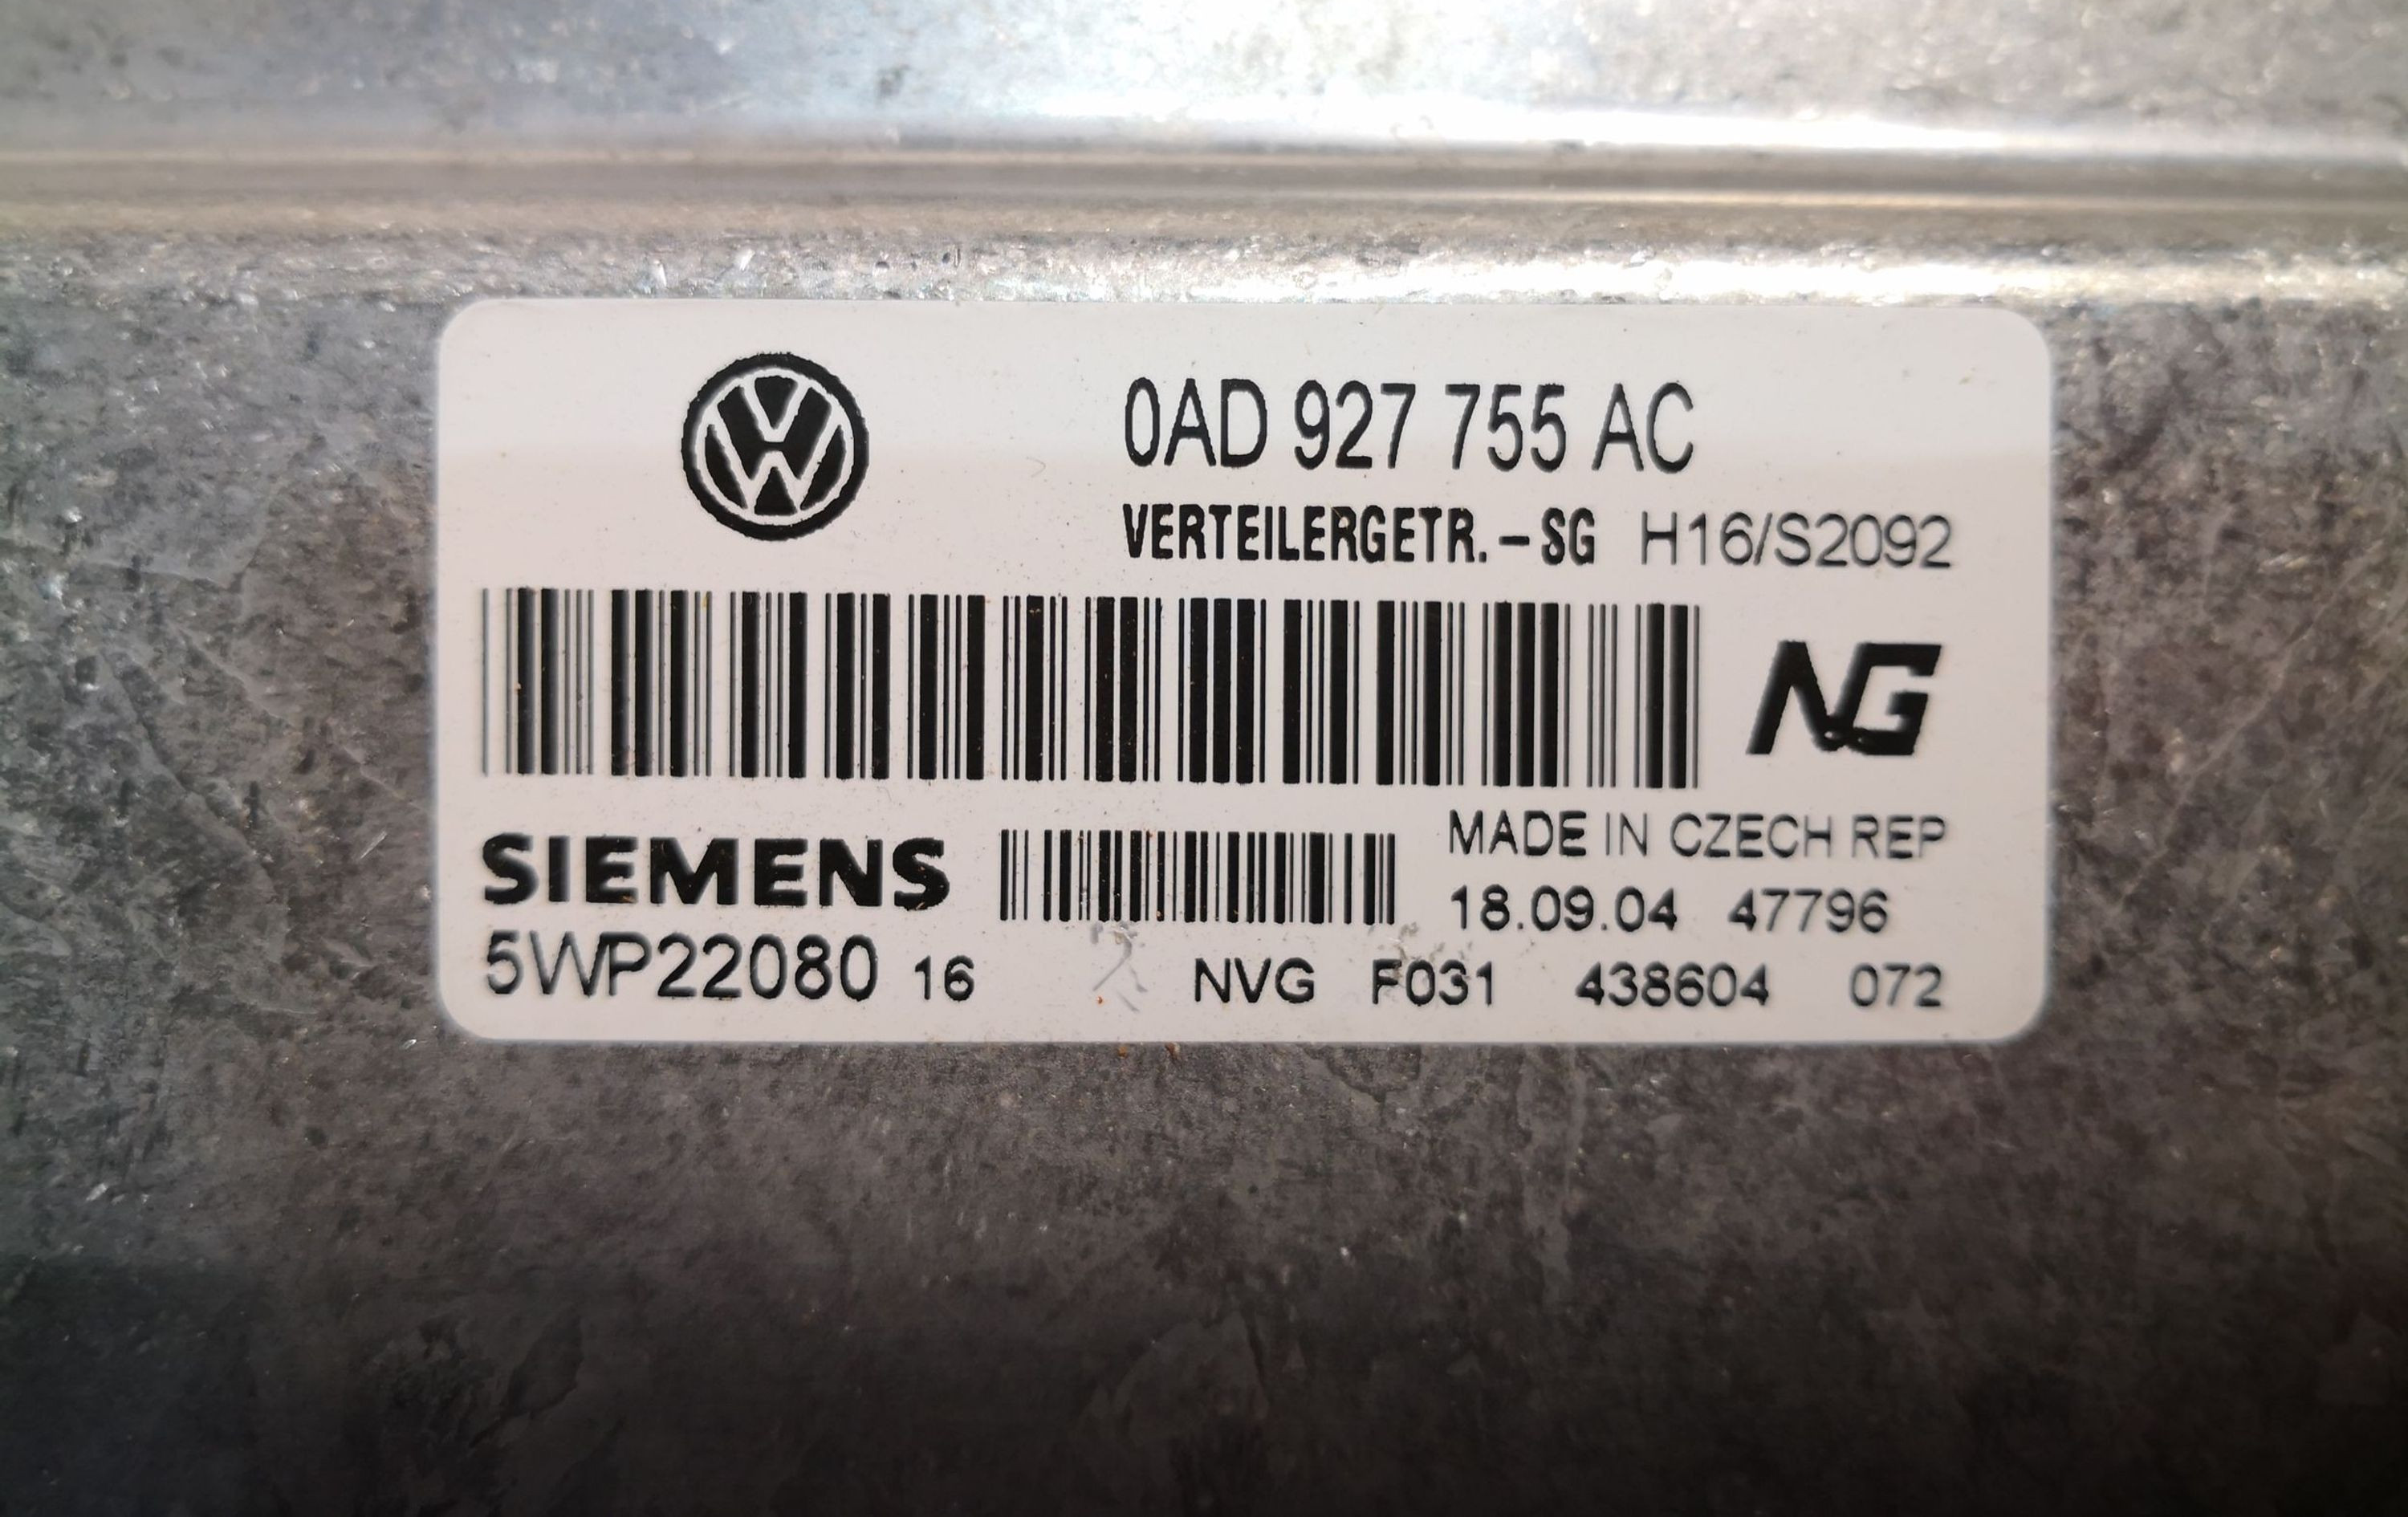 0AD 927 755 AC
VERTEILERGETR.-SG H16/S2092
NG
SIEMENS
MADE IN CZECH REP
18.09.04 47796
5WP22080 16 NVG F031 438604 072